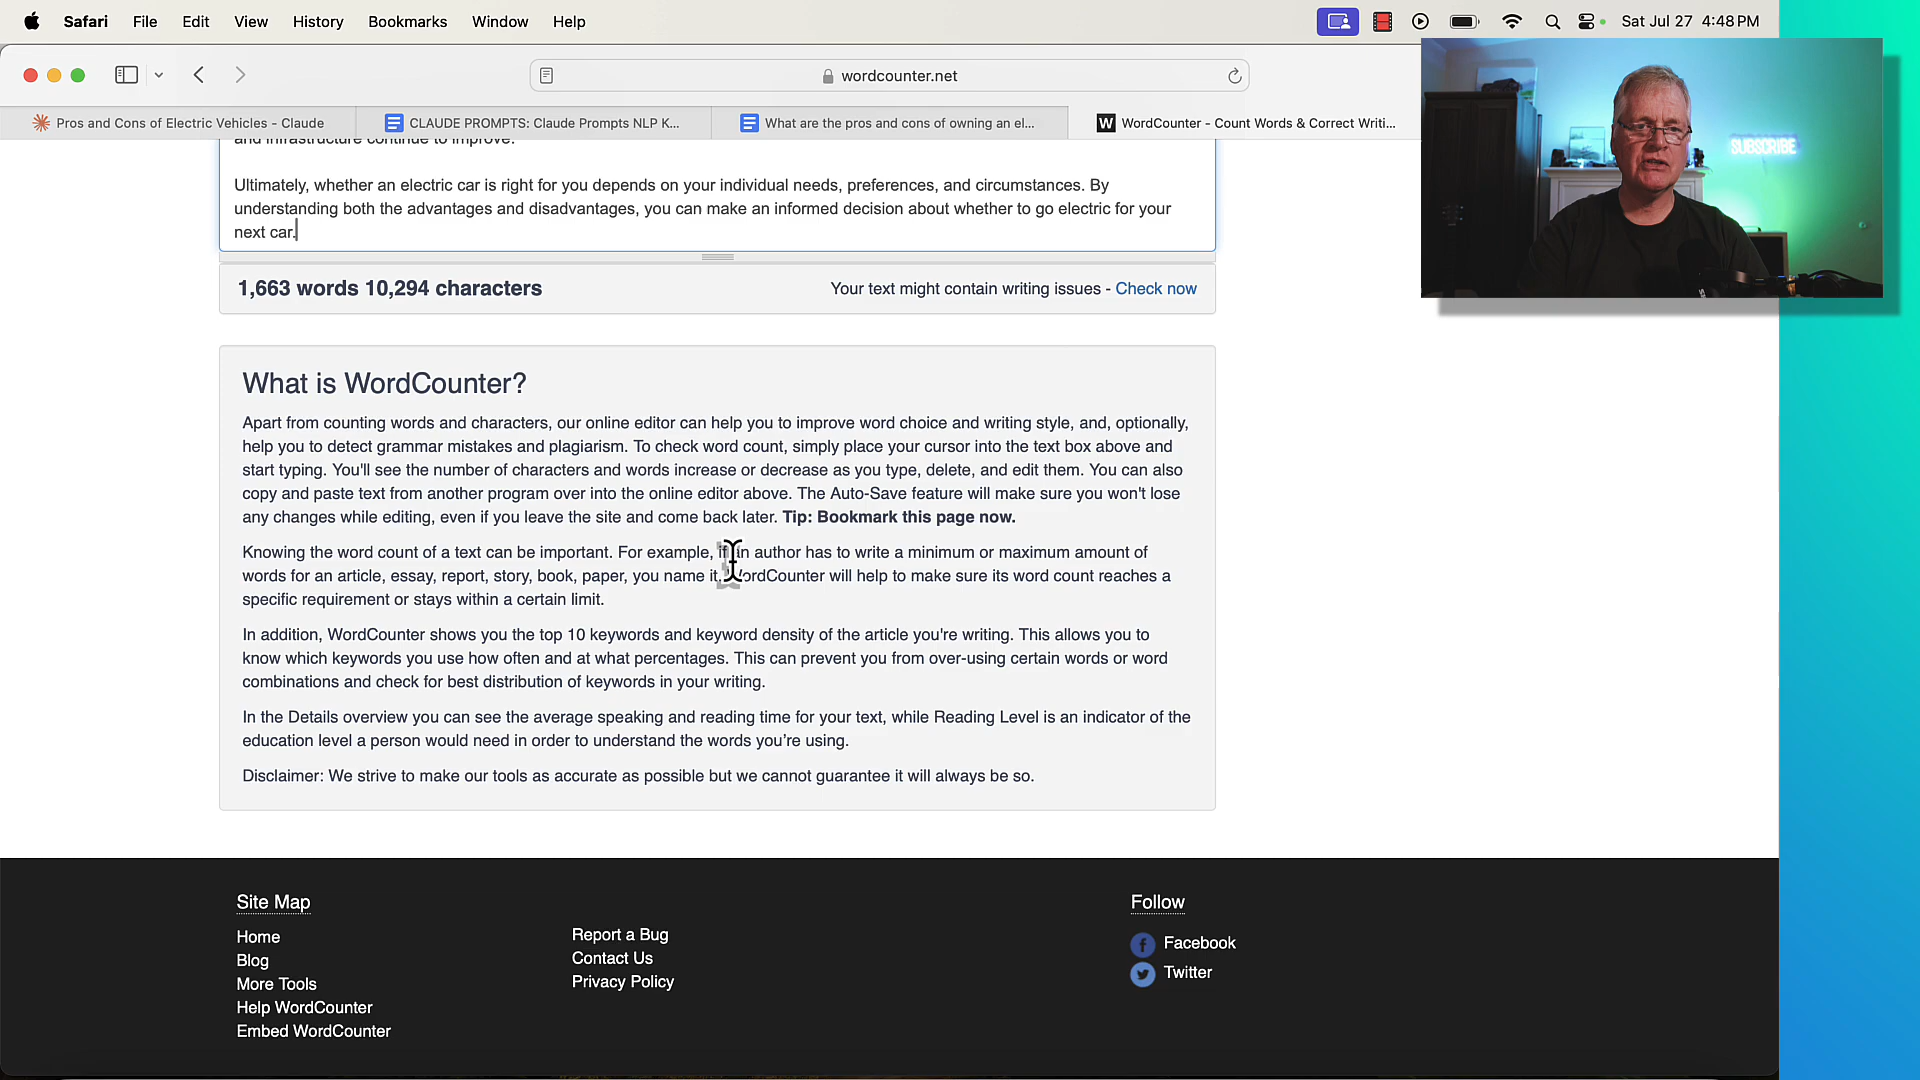 Safari File Edit View History Bookmarks Window Help Sat Jul 27 4:48 PM
wordcounter.net
Pros and Cons of Electric Vehicles - Claude
CLAUDE PROMPTS: Claude Prompts NLP K...
What are the pros and cons of owning an el...
W WordCounter - Count Words & Correct Writi...
SUBSCRIBE
and infrastructure continue to improve.
Ultimately, whether an electric car is right for you depends on your individual needs, preferences, and circumstances. By
understanding both the advantages and disadvantages, you can make an informed decision about whether to go electric for your
next car.
1,663 words 10,294 characters
Your text might contain writing issues - Check now
What is WordCounter?
Apart from counting words and characters, our online editor can help you to improve word choice and writing style, and, optionally,
help you to detect grammar mistakes and plagiarism. To check word count, simply place your cursor into the text box above and
start typing. You'll see the number of characters and words increase or decrease as you type, delete, and edit them. You can also
copy and paste text from another program over into the online editor above. The Auto-Save feature will make sure you won't lose
any changes while editing, even if you leave the site and come back later. Tip: Bookmark this page now.
Knowing the word count of a text can be important. For example, if an author has to write a minimum or maximum amount of
words for an article, essay, report, story, book, paper, you name it, WordCounter will help to make sure its word count reaches a
specific requirement or stays within a certain limit.
In addition, WordCounter shows you the top 10 keywords and keyword density of the article you're writing. This allows you to
know which keywords you use how often and at what percentages. This can prevent you from over-using certain words or word
combinations and check for best distribution of keywords in your writing.
In the Details overview you can see the average speaking and reading time for your text, while Reading Level is an indicator of the
education level a person would need in order to understand the words you’re using.
Disclaimer: We strive to make our tools as accurate as possible but we cannot guarantee it will always be so.
Site Map
Home
Blog
More Tools
Help WordCounter
Embed WordCounter
Report a Bug
Contact Us
Privacy Policy
Follow
Facebook
Twitter